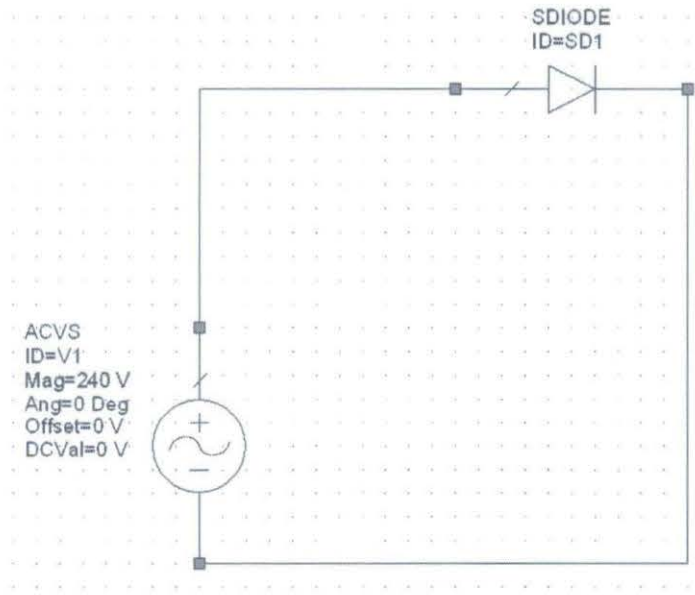 SDIODE
ID=SD1
ACVS
ID=V1
Mag=240 V
Ang=0 Deg
Offset=0 V
DCVal=0 V